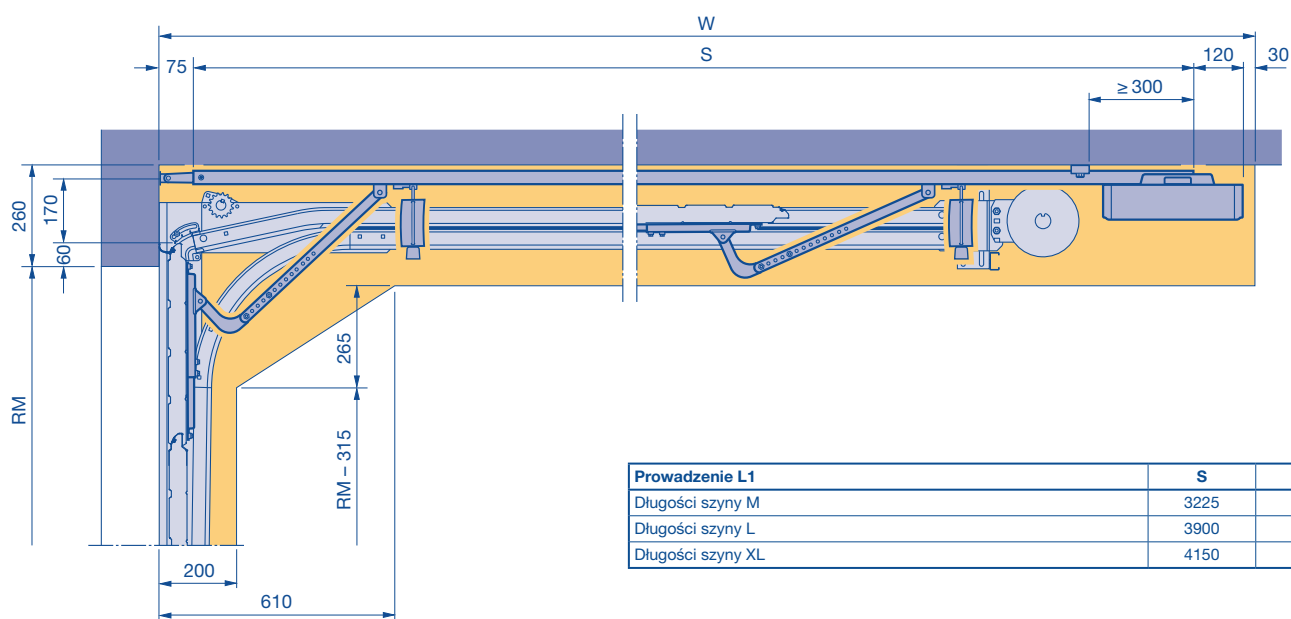 W
75
S
120
30
≥ 300
260
170
60
265
RM
RM – 315
Prowadzenie L1 S
Długości szyny M 3225
Długości szyny L 3900
Długości szyny XL 4150
200
610